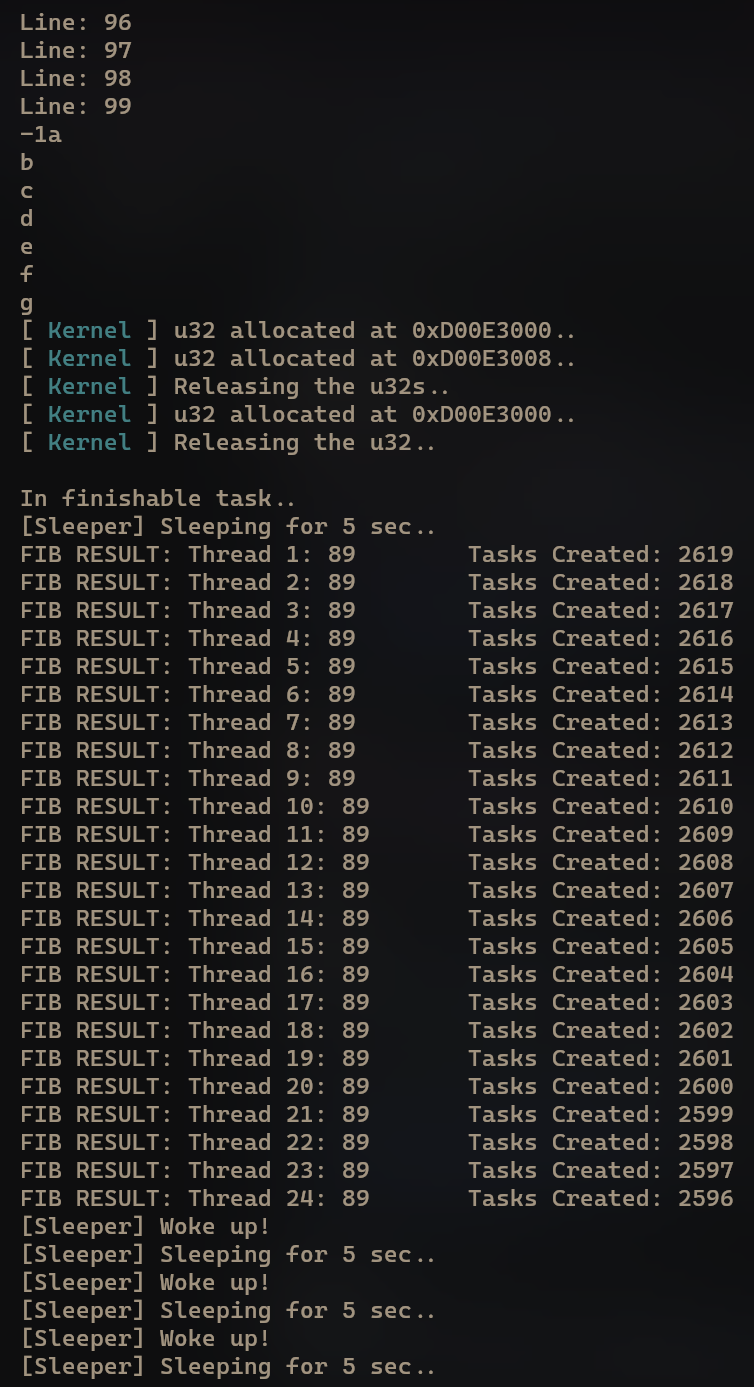 Line: 96
Line: 97
Line: 98
Line: 99
-1a
b
c
d
e
f
g
[ Kernel ] u32 allocated at 0xD00E3000..
[ Kernel ] u32 allocated at 0xD00E3008..
[ Kernel ] Releasing the u32s..
[ Kernel ] u32 allocated at 0xD00E3000..
[ Kernel ] Releasing the u32..

In finishable task..
[Sleeper] Sleeping for 5 sec..
FIB RESULT: Thread 1: 89        Tasks Created: 2619
FIB RESULT: Thread 2: 89        Tasks Created: 2618
FIB RESULT: Thread 3: 89        Tasks Created: 2617
FIB RESULT: Thread 4: 89        Tasks Created: 2616
FIB RESULT: Thread 5: 89        Tasks Created: 2615
FIB RESULT: Thread 6: 89        Tasks Created: 2614
FIB RESULT: Thread 7: 89        Tasks Created: 2613
FIB RESULT: Thread 8: 89        Tasks Created: 2612
FIB RESULT: Thread 9: 89        Tasks Created: 2611
FIB RESULT: Thread 10: 89       Tasks Created: 2610
FIB RESULT: Thread 11: 89       Tasks Created: 2609
FIB RESULT: Thread 12: 89       Tasks Created: 2608
FIB RESULT: Thread 13: 89       Tasks Created: 2607
FIB RESULT: Thread 14: 89       Tasks Created: 2606
FIB RESULT: Thread 15: 89       Tasks Created: 2605
FIB RESULT: Thread 16: 89       Tasks Created: 2604
FIB RESULT: Thread 17: 89       Tasks Created: 2603
FIB RESULT: Thread 18: 89       Tasks Created: 2602
FIB RESULT: Thread 19: 89       Tasks Created: 2601
FIB RESULT: Thread 20: 89       Tasks Created: 2600
FIB RESULT: Thread 21: 89       Tasks Created: 2599
FIB RESULT: Thread 22: 89       Tasks Created: 2598
FIB RESULT: Thread 23: 89       Tasks Created: 2597
FIB RESULT: Thread 24: 89       Tasks Created: 2596
[Sleeper] Woke up!
[Sleeper] Sleeping for 5 sec..
[Sleeper] Woke up!
[Sleeper] Sleeping for 5 sec..
[Sleeper] Woke up!
[Sleeper] Sleeping for 5 sec..